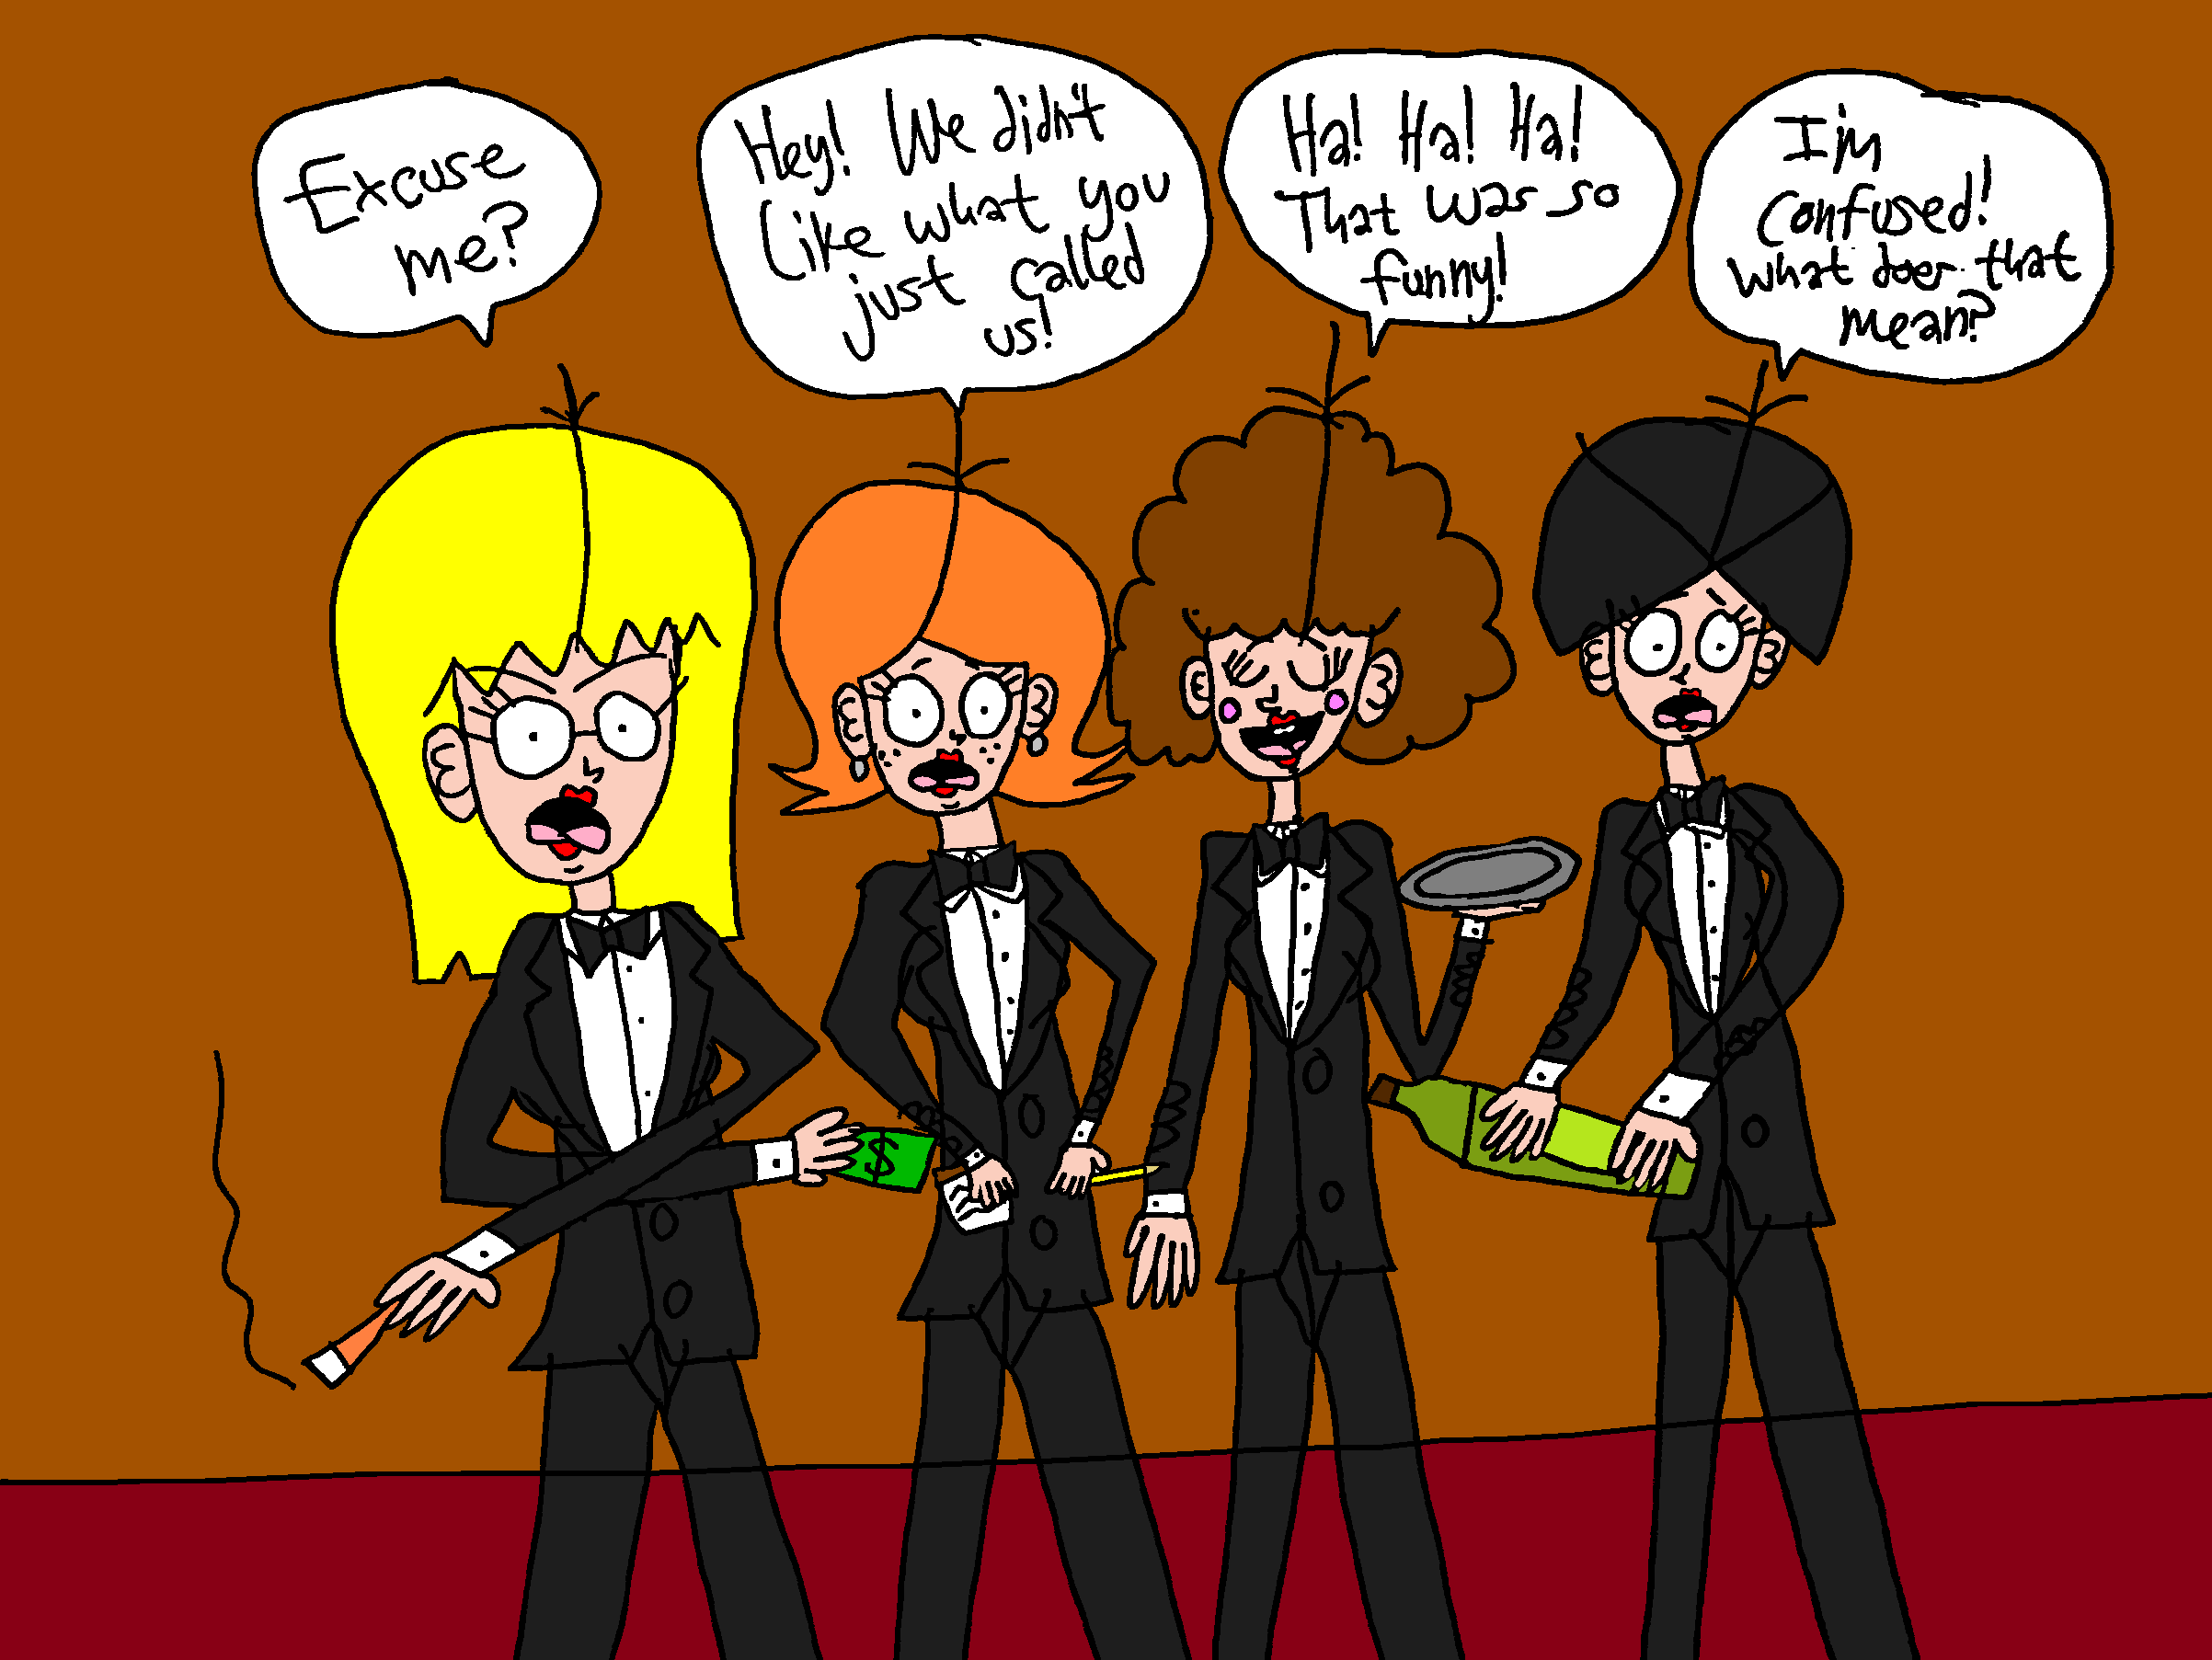 Excuse
me?
Hey! We didn't
like what you
just called
us!
Ha! Ha! Ha!
That was so
funny!
I'm
confused!
what does that
mean?
$